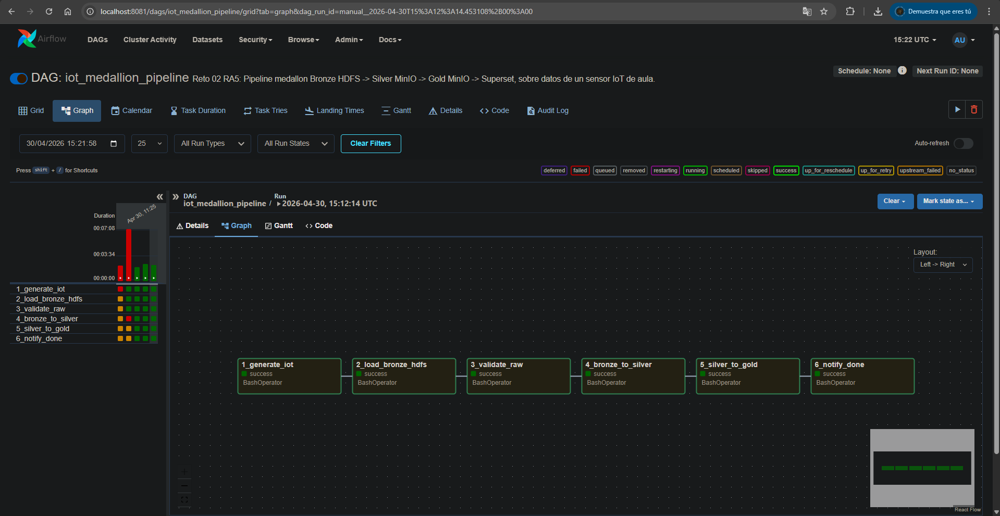 localhost:8081/dags/iot_medallion_pipeline/grid?tab=graph&dag_run_id=manual__2026-04-30T15%3A12%3A14.453108%2B00%3A00
Demuestra que eres tú
Airflow DAGs Cluster Activity Datasets Security Browse Admin Docs 15:22 UTC AU
DAG: iot_medallion_pipeline Reto 02 RA5: Pipeline medallon Bronze HDFS -> Silver MinIO -> Gold MinIO -> Superset, sobre datos de un sensor IoT de aula.
Schedule: None i Next Run ID: None
Grid Graph Calendar Task Duration Task Tries Landing Times Gantt Details Code Audit Log
30/04/2026 15:21:58 25 All Run Types All Run States Clear Filters Auto-refresh
Press shift + / for Shortcuts
deferred failed queued removed restarting running scheduled skipped success up_for_reschedule up_for_retry upstream_failed no_status
DAG
iot_medallion_pipeline /
Run
2026-04-30, 15:12:14 UTC
Clear Mark state as...
Details Graph Gantt Code
Apr 30, 11:25
Duration
00:07:08
00:03:34
00:00:00
1_generate_iot
2_load_bronze_hdfs
3_validate_raw
4_bronze_to_silver
5_silver_to_gold
6_notify_done
Layout:
Left -> Right
1_generate_iot
success
BashOperator
2_load_bronze_hdfs
success
BashOperator
3_validate_raw
success
BashOperator
4_bronze_to_silver
success
BashOperator
5_silver_to_gold
success
BashOperator
6_notify_done
success
BashOperator
React Flow